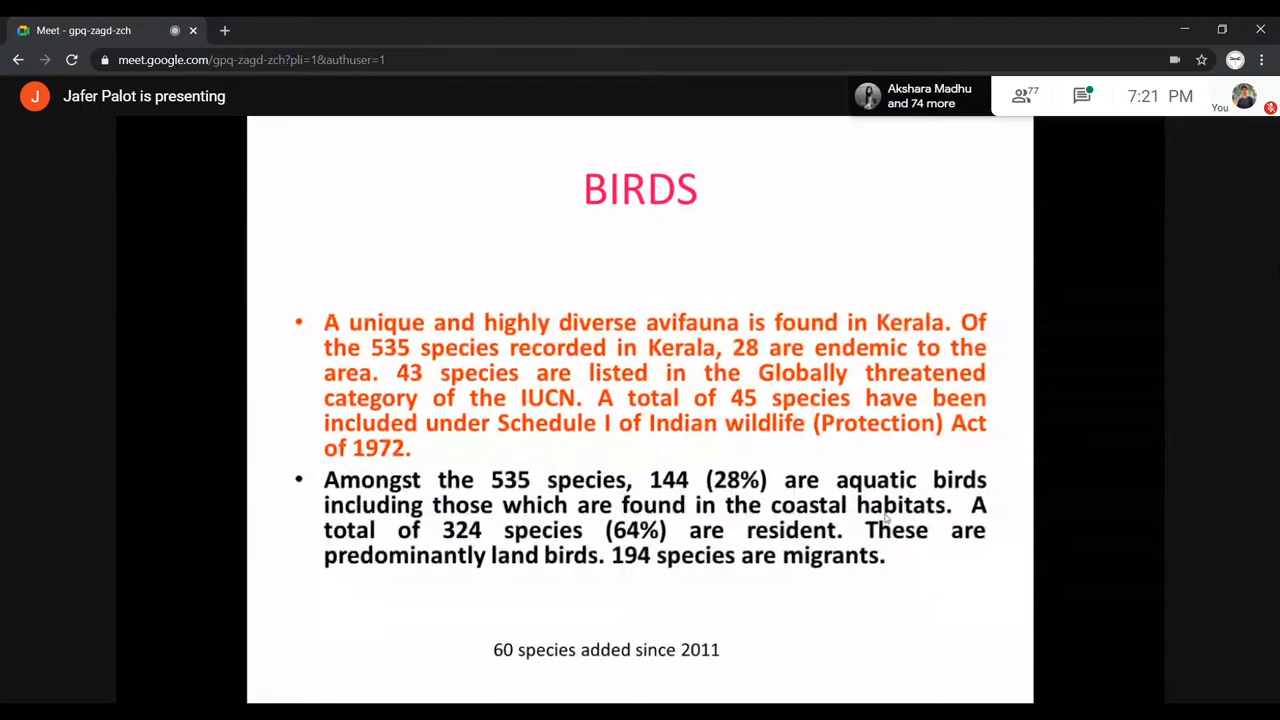 Meet - gpq-zagd-zch
meet.google.com/gpq-zagd-zch?pli=1&authuser=1
J
Jafer Palot is presenting
Akshara Madhu
and 74 more
77
7:21 PM
You
BIRDS
• A unique and highly diverse avifauna is found in Kerala. Of
the 535 species recorded in Kerala, 28 are endemic to the
area. 43 species are listed in the Globally threatened
category of the IUCN. A total of 45 species have been
included under Schedule I of Indian wildlife (Protection) Act
of 1972.
• Amongst the 535 species, 144 (28%) are aquatic birds
including those which are found in the coastal habitats. A
total of 324 species (64%) are resident. These are
predominantly land birds. 194 species are migrants.
60 species added since 2011